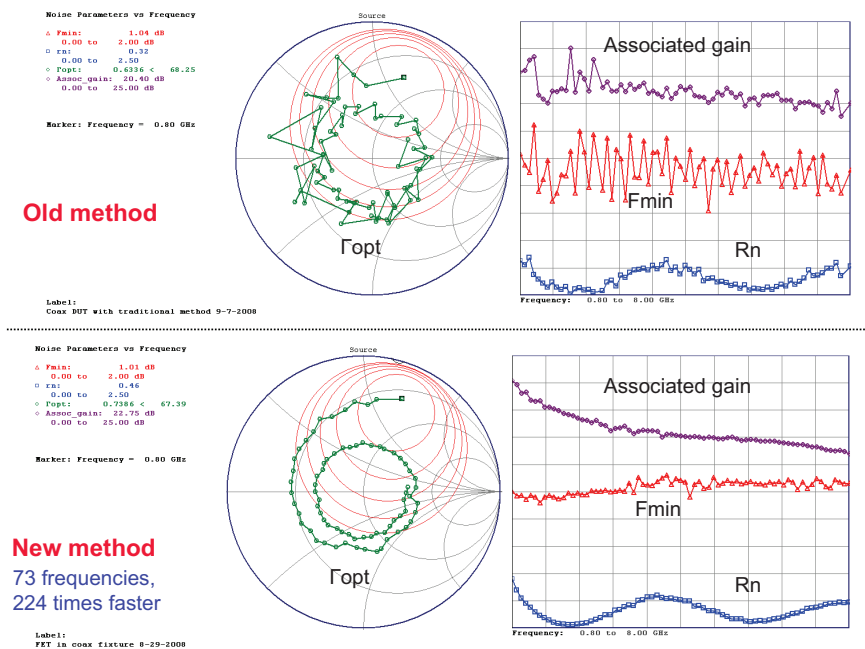 Noise Parameters vs Frequency
Fmin: 1.04 dB
0.00 to 2.00 dB
rn: 0.32
0.00 to 2.50
Fopt: 0.6336 < 68.25
Assoc_gain: 20.40 dB
0.00 to 25.00 dB
Marker: Frequency = 0.80 GHz
Old method
Label:
Coax DUT with traditional method 9-7-2008
Source
Γopt
Associated gain
Fmin
Rn
Frequency: 0.80 to 8.00 GHz
Noise Parameters vs Frequency
Fmin: 1.01 dB
0.00 to 2.00 dB
rn: 0.46
0.00 to 2.50
Fopt: 0.7386 < 67.39
Assoc_gain: 22.75 dB
0.00 to 25.00 dB
Marker: Frequency = 0.80 GHz
New method
73 frequencies,
224 times faster
Label:
FET in coax fixture 8-29-2008
Source
Γopt
Associated gain
Fmin
Rn
Frequency: 0.80 to 8.00 GHz